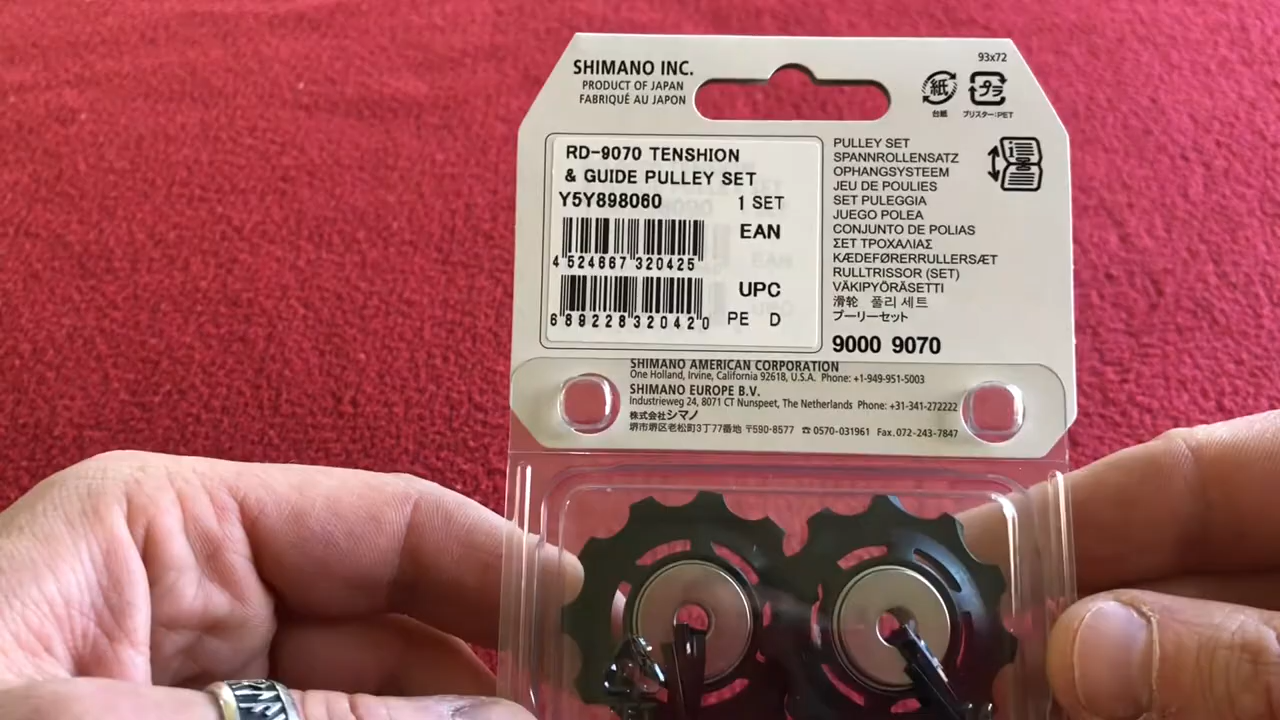 SHIMANO INC.
PRODUCT OF JAPAN
FABRIQUÉ AU JAPON
93x72
紙
台紙
プラ
ブリスター:PET
RD-9070 TENSHION
& GUIDE PULLEY SET
Y5Y898060 1 SET
EAN
4 524667 320425
UPC
6 89228 32042 0
PE D
PULLEY SET
SPANNROLLENSATZ
OPHANGSYSTEEM
JEU DE POULIES
SET PULEGGIA
JUEGO POLEA
CONJUNTO DE POLIAS
ΣΕΤ ΤΡΟΧΑΛΙΑΣ
KÆDEFØRERRULLERSÆT
RULLTRISSOR (SET)
VÄKIPYÖRÄSETTI
滑轮 풀리 세트
プーリーセット
9000 9070
SHIMANO AMERICAN CORPORATION
One Holland, Irvine, California 92618, U.S.A. Phone: +1-949-951-5003
SHIMANO EUROPE B.V.
Industrieweg 24, 8071 CT Nunspeet, The Netherlands Phone: +31-341-272222
株式会社シマノ
堺市堺区老松町3丁77番地 〒590-8577 ☎0570-031961 Fax.072-243-7847